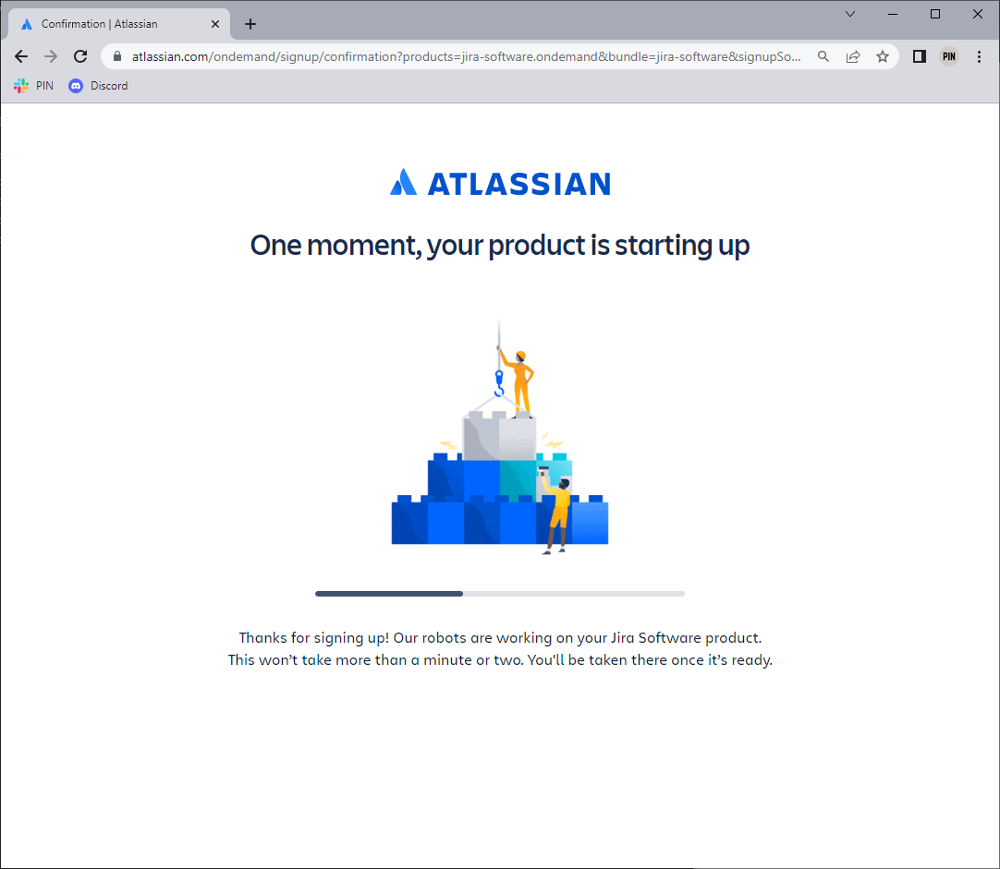 Confirmation | Atlassian
atlassian.com/ondemand/signup/confirmation?products=jira-software.ondemand&bundle=jira-software&signupSo...
PIN
PIN Discord
ATLASSIAN
One moment, your product is starting up
Thanks for signing up! Our robots are working on your Jira Software product.
This won’t take more than a minute or two. You'll be taken there once it’s ready.